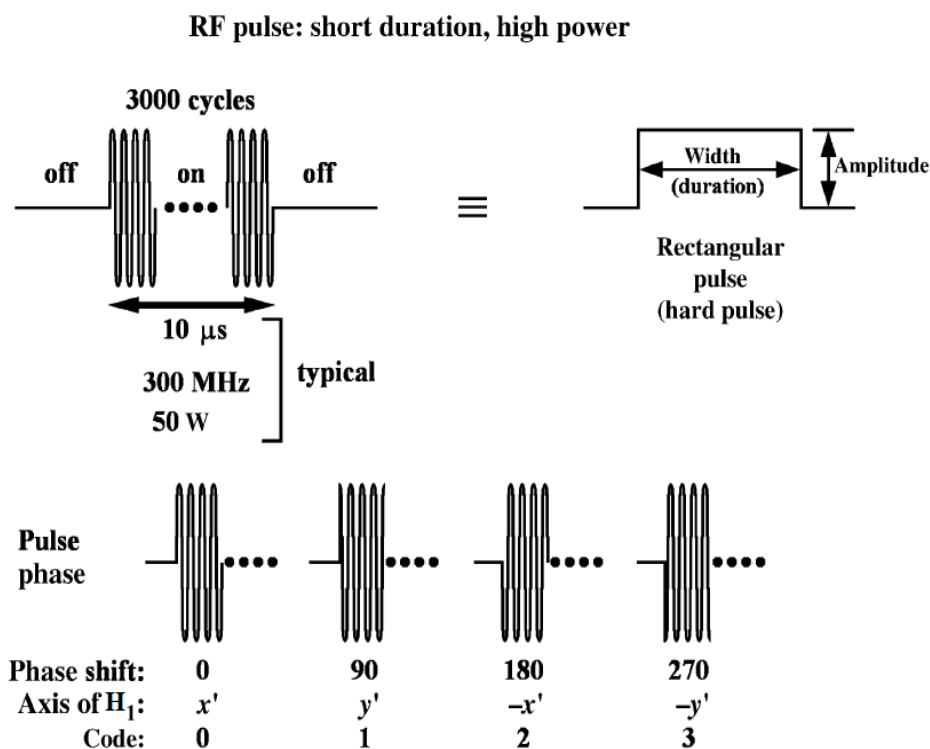 RF pulse: short duration, high power
3000 cycles
off
on
off
10 μs
300 MHz
50 W
typical
≡
Width
(duration)
Amplitude
Rectangular
pulse
(hard pulse)
Pulse
phase
Phase shift: 0 90 180 270
Axis of H₁: x' y' –x' –y'
Code: 0 1 2 3